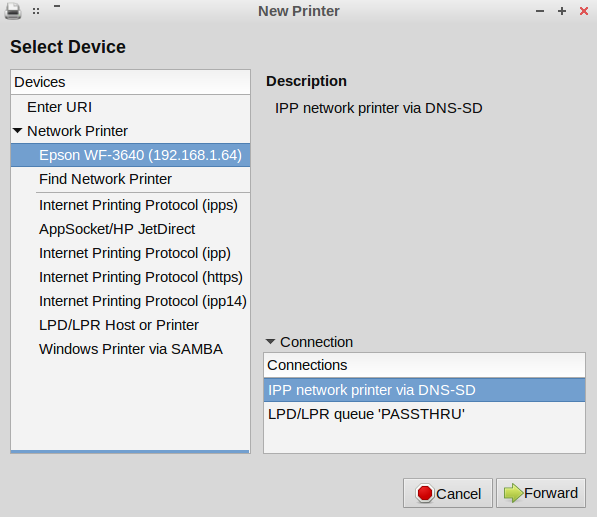 New Printer
Select Device
Devices
Enter URI
Network Printer
Epson WF-3640 (192.168.1.64)
Find Network Printer
Internet Printing Protocol (ipps)
AppSocket/HP JetDirect
Internet Printing Protocol (ipp)
Internet Printing Protocol (https)
Internet Printing Protocol (ipp14)
LPD/LPR Host or Printer
Windows Printer via SAMBA
Description
IPP network printer via DNS-SD
Connection
Connections
IPP network printer via DNS-SD
LPD/LPR queue 'PASSTHRU'
Cancel
Forward